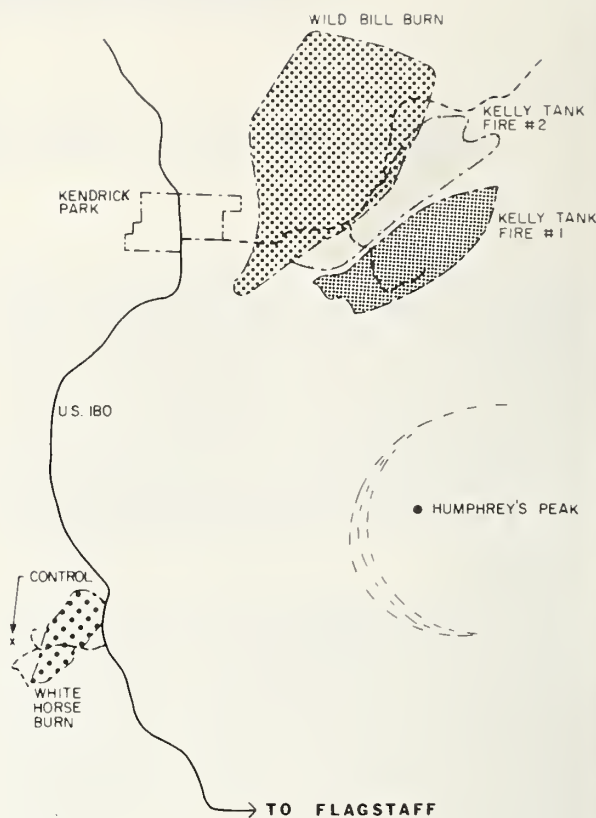 WILD BILL BURN
KELLY TANK
FIRE #2
KENDRICK
PARK
KELLY TANK
FIRE #1
U.S. 180
HUMPHREY'S PEAK
CONTROL
x
WHITE
HORSE
BURN
TO FLAGSTAFF